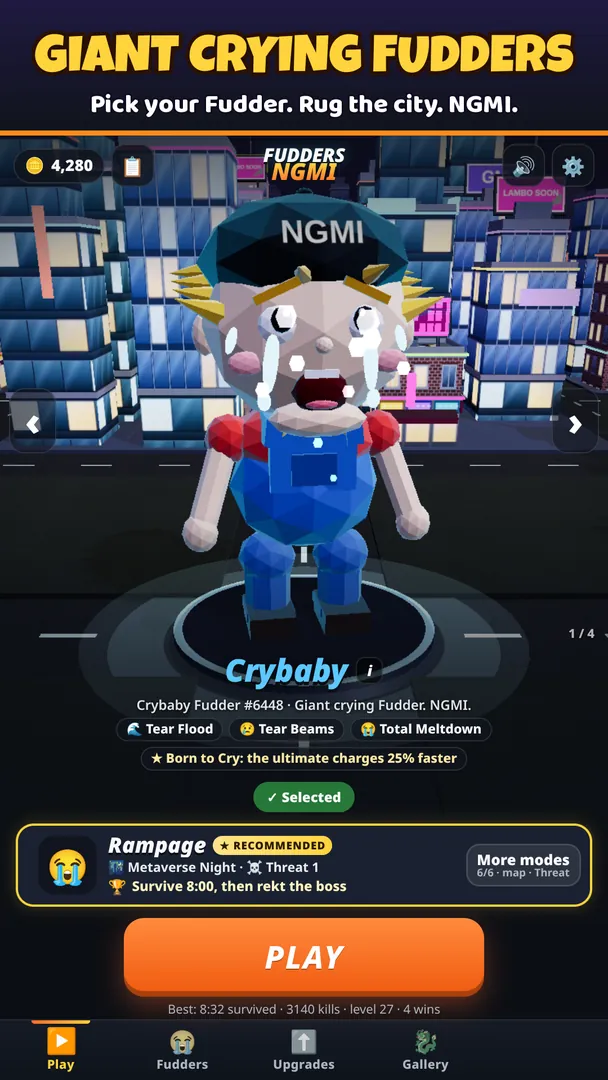 GIANT CRYING FUDDERS
Pick your Fudder. Rug the city. NGMI.
4,280
FUDDERS
NGMI
LAMBO SOON
NGMI
1 / 4
Crybaby i
Crybaby Fudder #6448 · Giant crying Fudder. NGMI.
Tear Flood
Tear Beams
Total Meltdown
★ Born to Cry: the ultimate charges 25% faster
✓ Selected
Rampage ★ RECOMMENDED
Metaverse Night · Threat 1
Survive 8:00, then rekt the boss
More modes
6/6 · map · Threat
PLAY
Best: 8:32 survived · 3140 kills · level 27 · 4 wins
Play
Fudders
Upgrades
Gallery